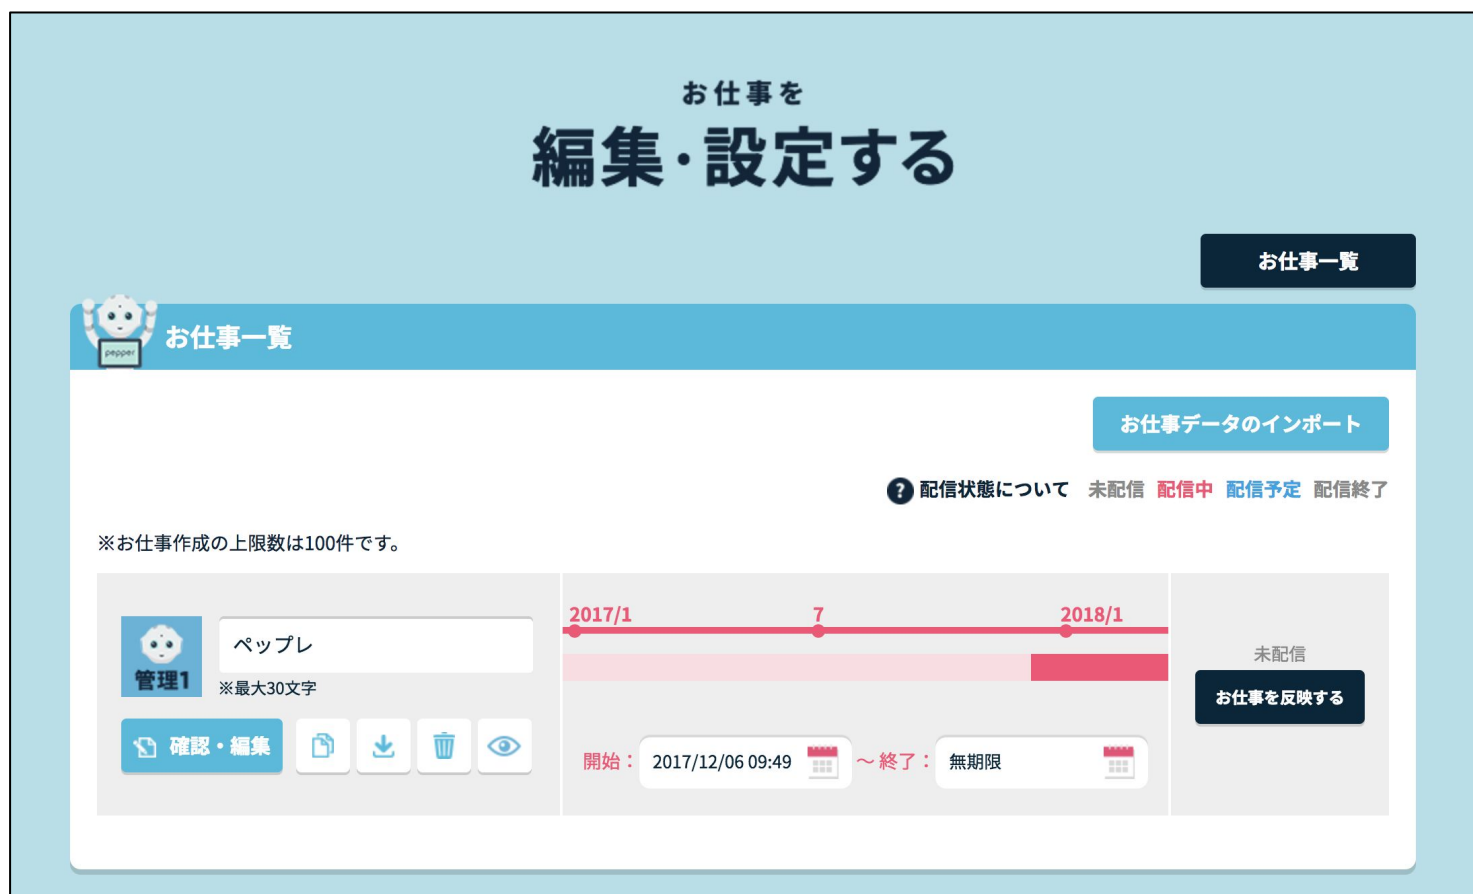 お仕事を
編集・設定する
お仕事一覧
pepper
お仕事一覧
お仕事データのインポート
? 配信状態について 未配信 配信中 配信予定 配信終了
※お仕事作成の上限数は100件です。
2017/1 7 2018/1
ペップレ
管理1
※最大30文字
未配信
お仕事を反映する
確認・編集
開始： 2017/12/06 09:49 ～終了： 無期限